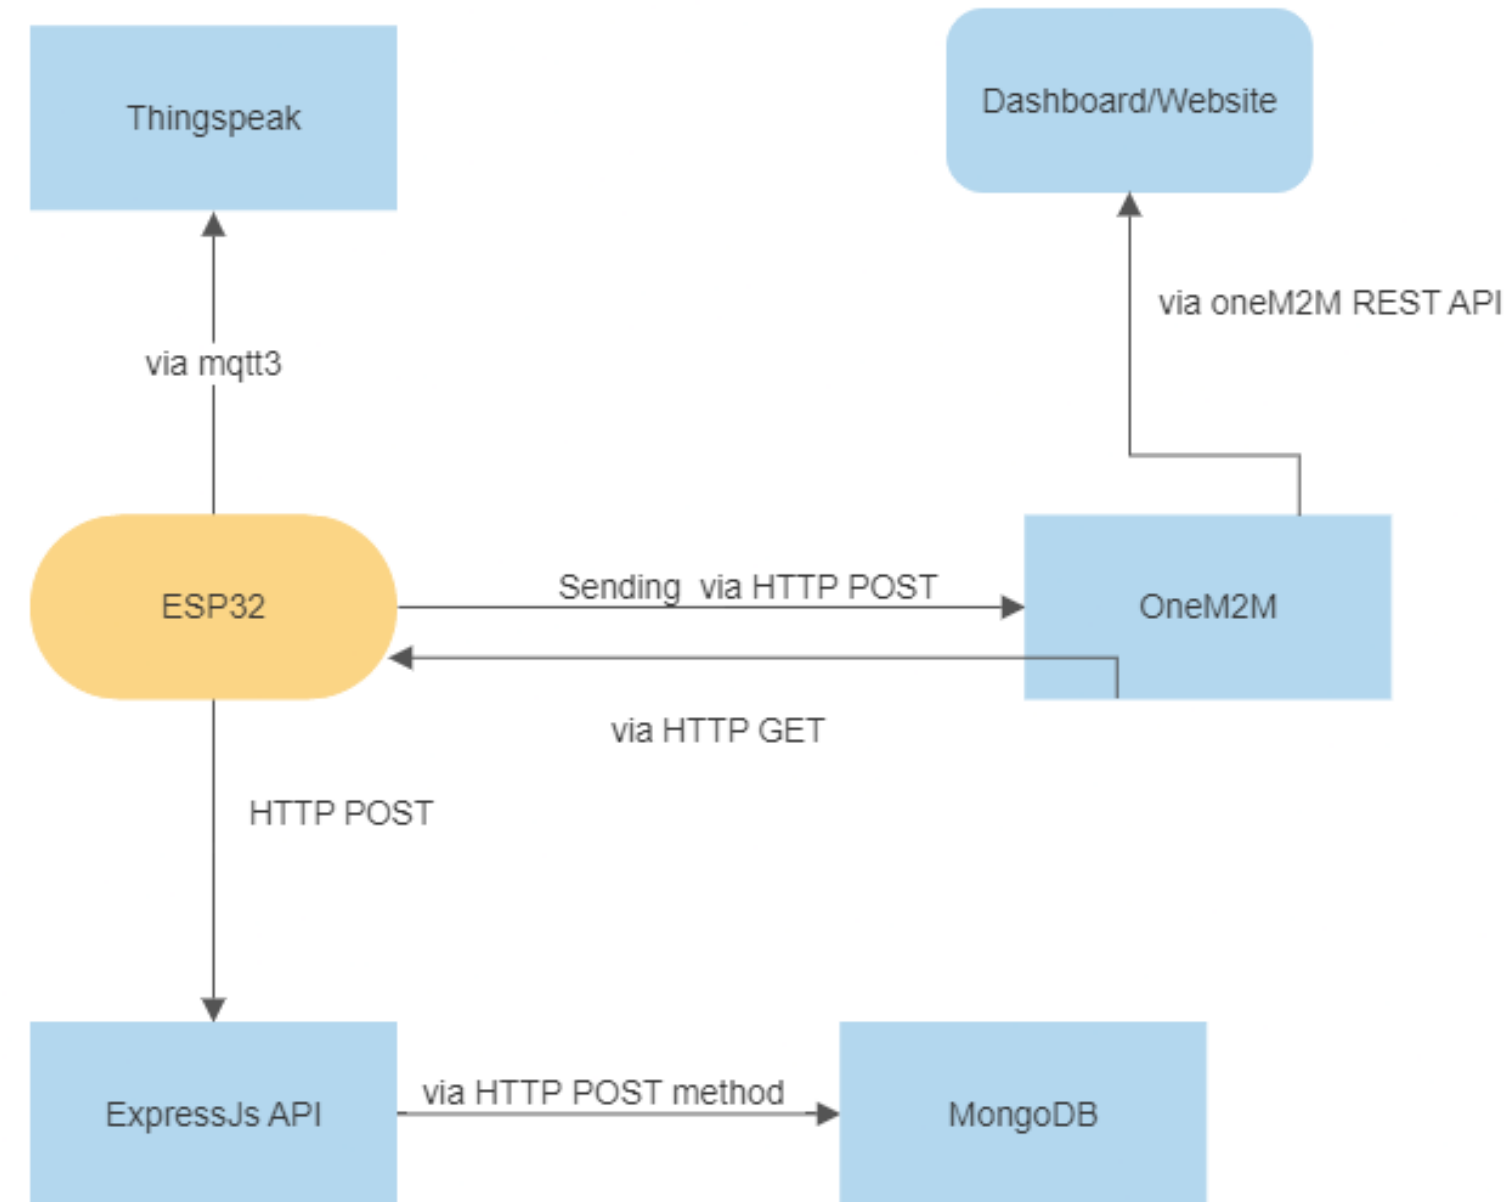 Thingspeak
Dashboard/Website
via oneM2M REST API
via mqtt3
ESP32
Sending  via HTTP POST
OneM2M
via HTTP GET
HTTP POST
ExpressJs API
via HTTP POST method
MongoDB